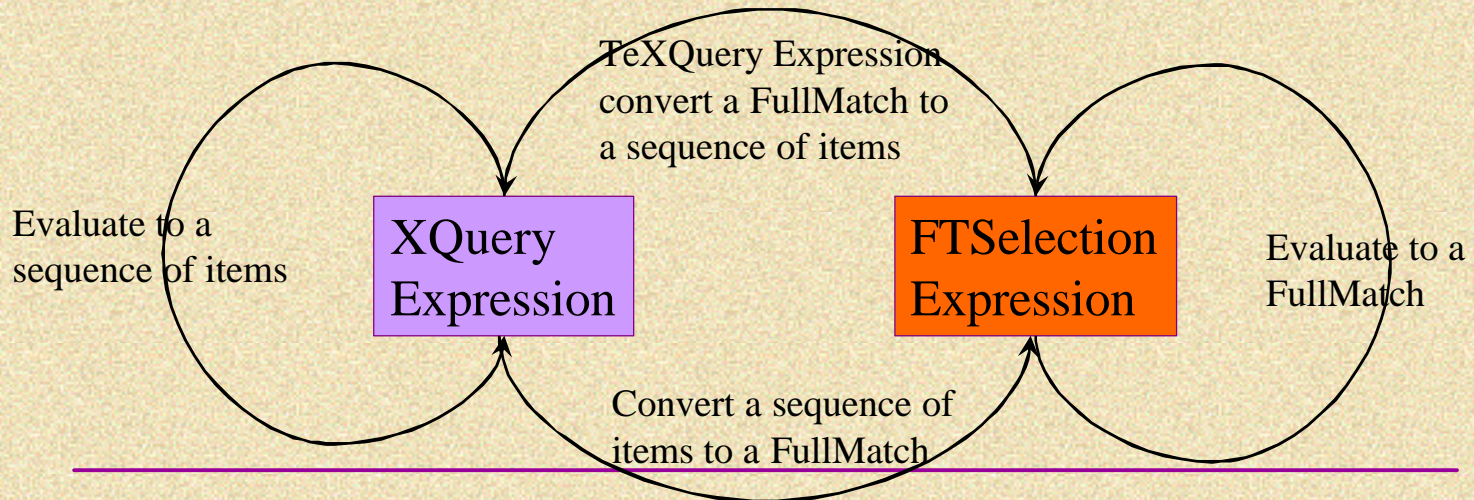 TeXQuery Expression
convert a FullMatch to
a sequence of items
Evaluate to a
sequence of items
XQuery
Expression
FTSelection
Expression
Evaluate to a
FullMatch
Convert a sequence of
items to a FullMatch